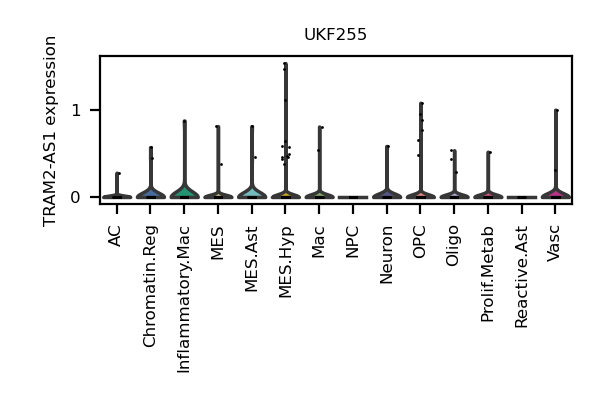 UKF255
TRAM2-AS1 expression
1
0
AC
Chromatin.Reg
Inflammatory.Mac
MES
MES.Ast
MES.Hyp
Mac
NPC
Neuron
OPC
Oligo
Prolif.Metab
Reactive.Ast
Vasc